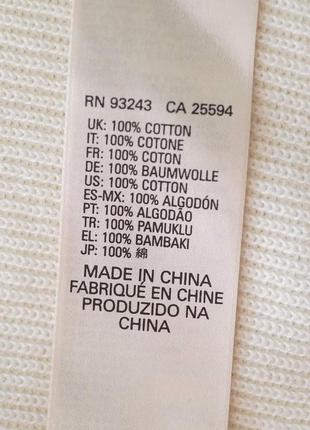 RN 93243 CA 25594
UK: 100% COTTON
IT: 100% COTONE
FR: 100% COTON
DE: 100% BAUMWOLLE
US: 100% COTTON
ES-MX: 100% ALGODÓN
PT: 100% ALGODÃO
TR: 100% PAMUKLU
EL: 100% BAMBAKI
JP: 100% 綿
MADE IN CHINA
FABRIQUÉ EN CHINE
PRODUZIDO NA
CHINA